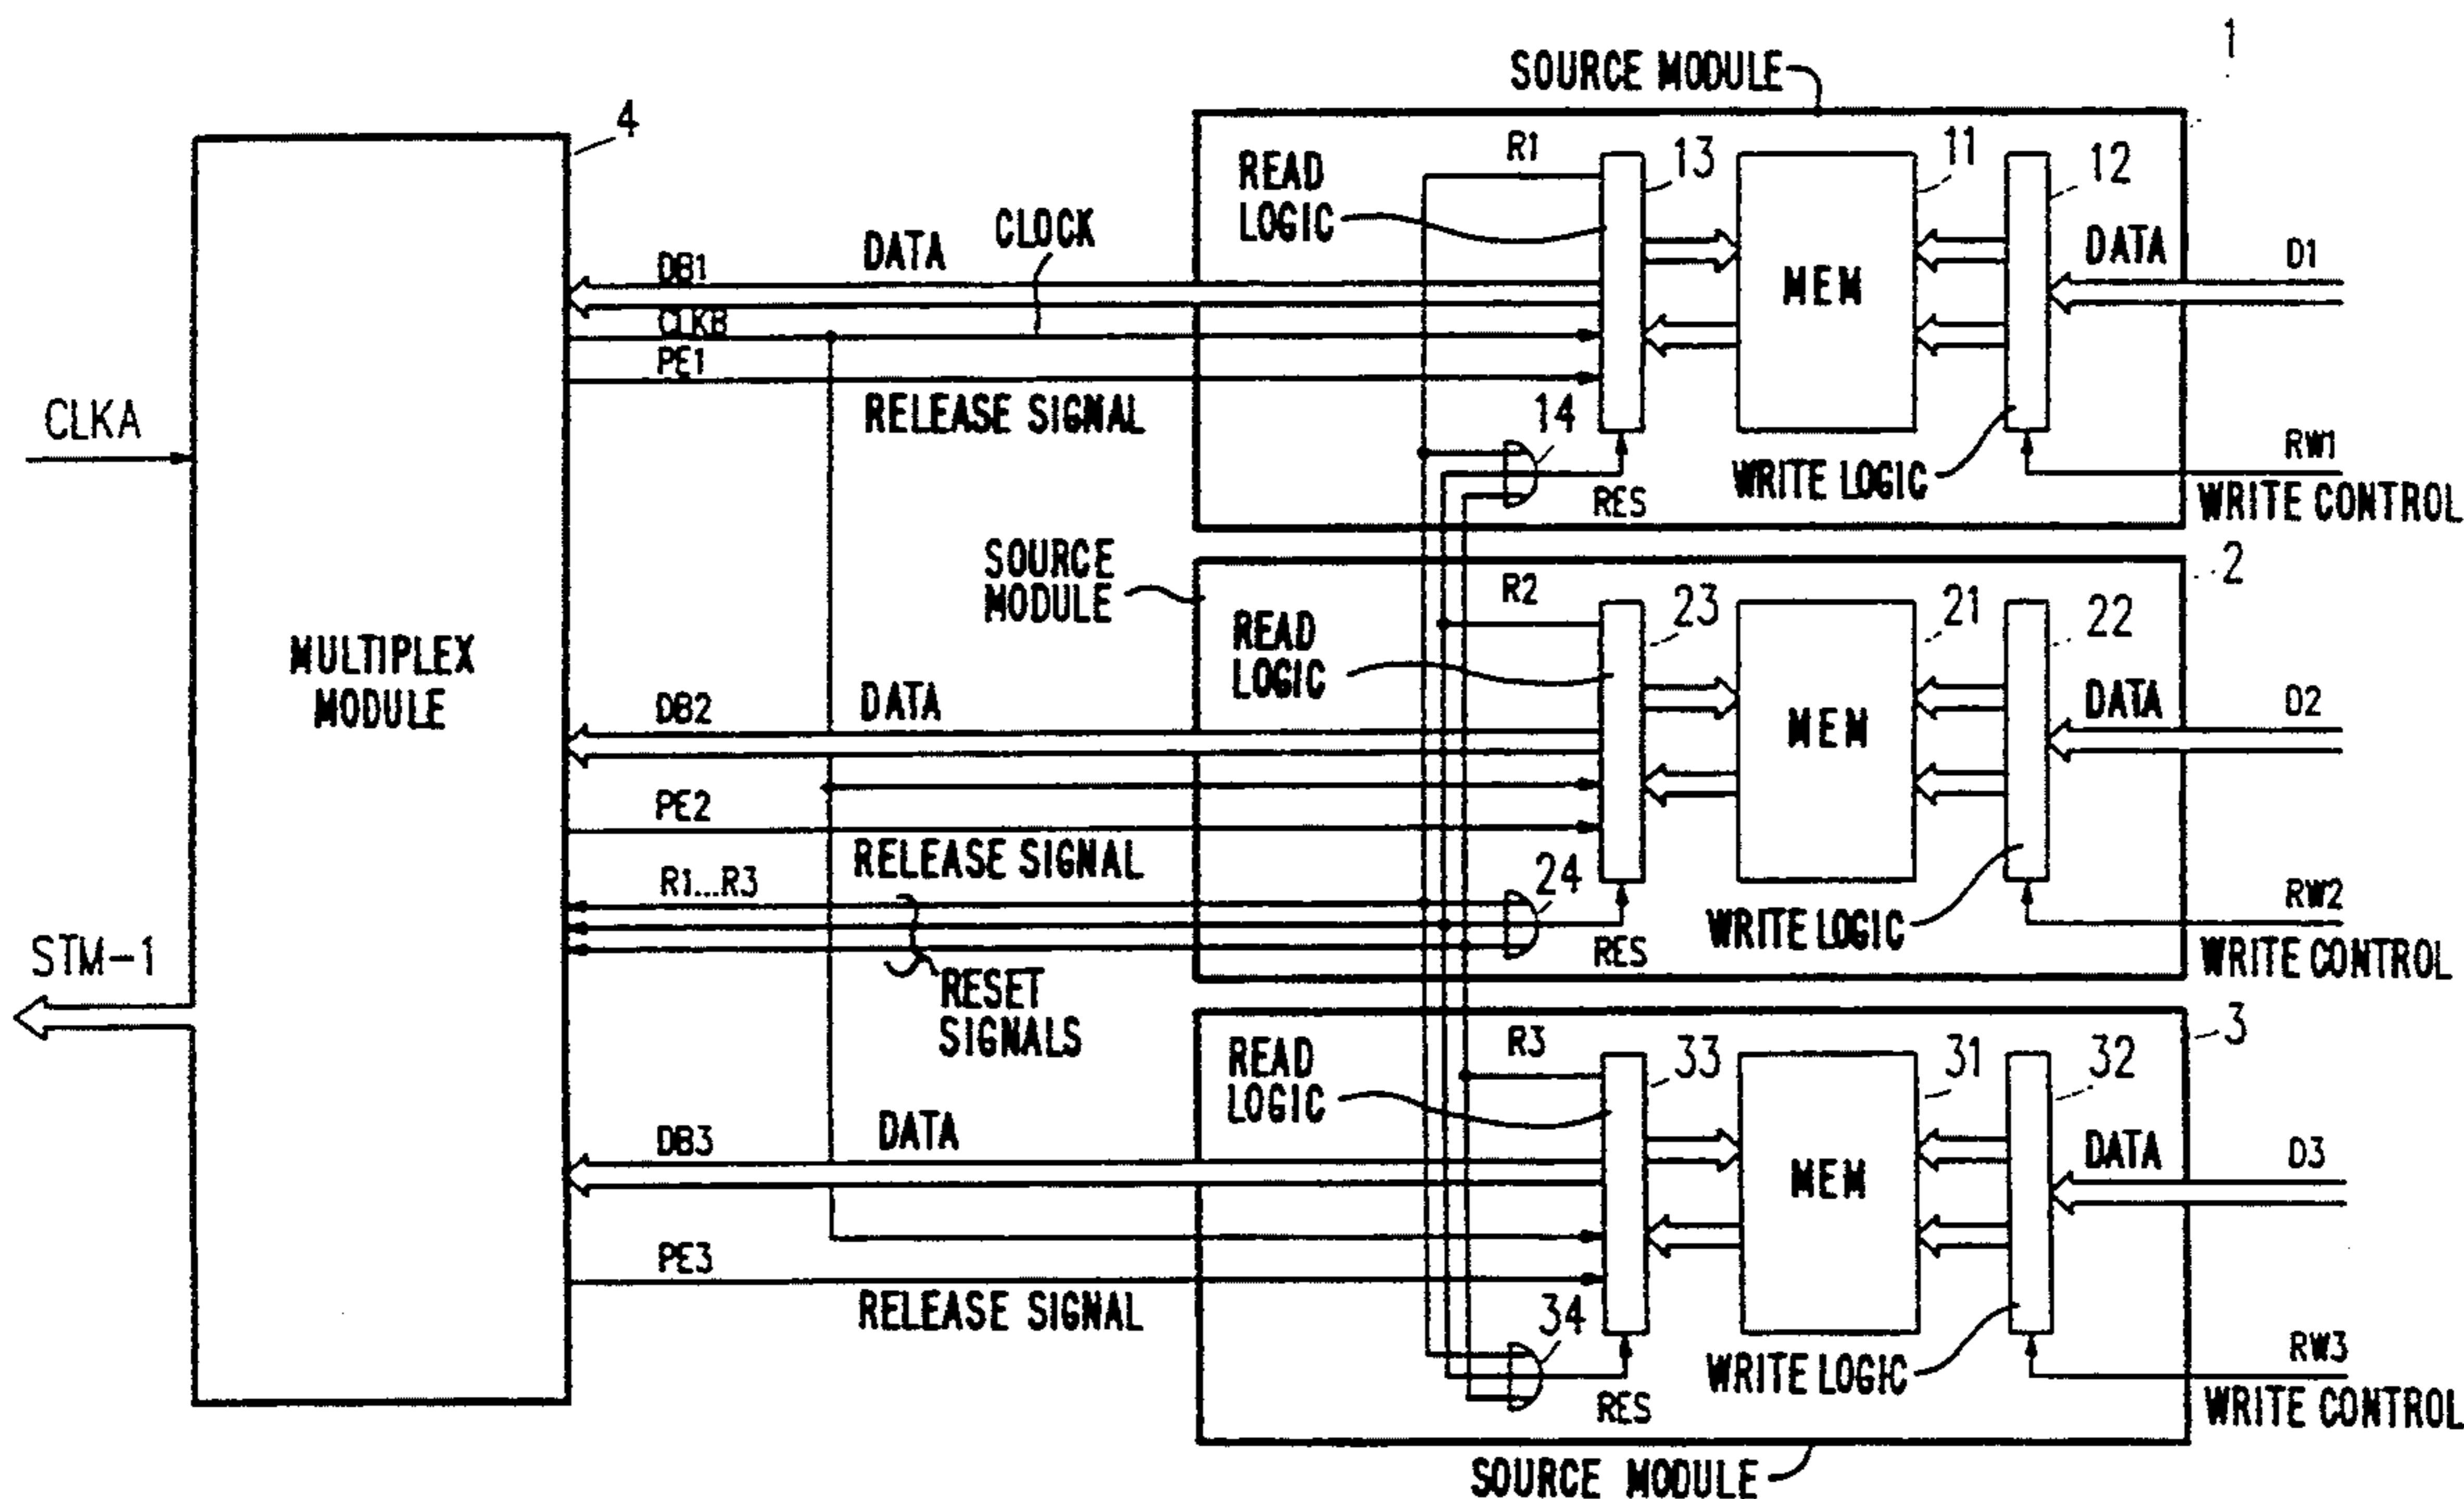 1
SOURCE MODULE
4
R1
13
11
12
READ
LOGIC
CLOCK
DATA
DB1
CLKB
PE1
MEM
DATA
D1
CLKA
RELEASE SIGNAL
14
RW1
WRITE LOGIC
RES
WRITE CONTROL
SOURCE
MODULE
2
R2
23
21
22
READ
LOGIC
MULTIPLEX
MODULE
DB2
DATA
MEM
DATA
D2
PE2
RELEASE SIGNAL
R1...R3
24
RW2
WRITE LOGIC
STM-1
RES
WRITE CONTROL
RESET
SIGNALS
3
R3
33
31
32
READ
LOGIC
DB3
DATA
MEM
DATA
D3
PE3
RELEASE SIGNAL
34
RW3
WRITE LOGIC
RES
WRITE CONTROL
SOURCE MODULE